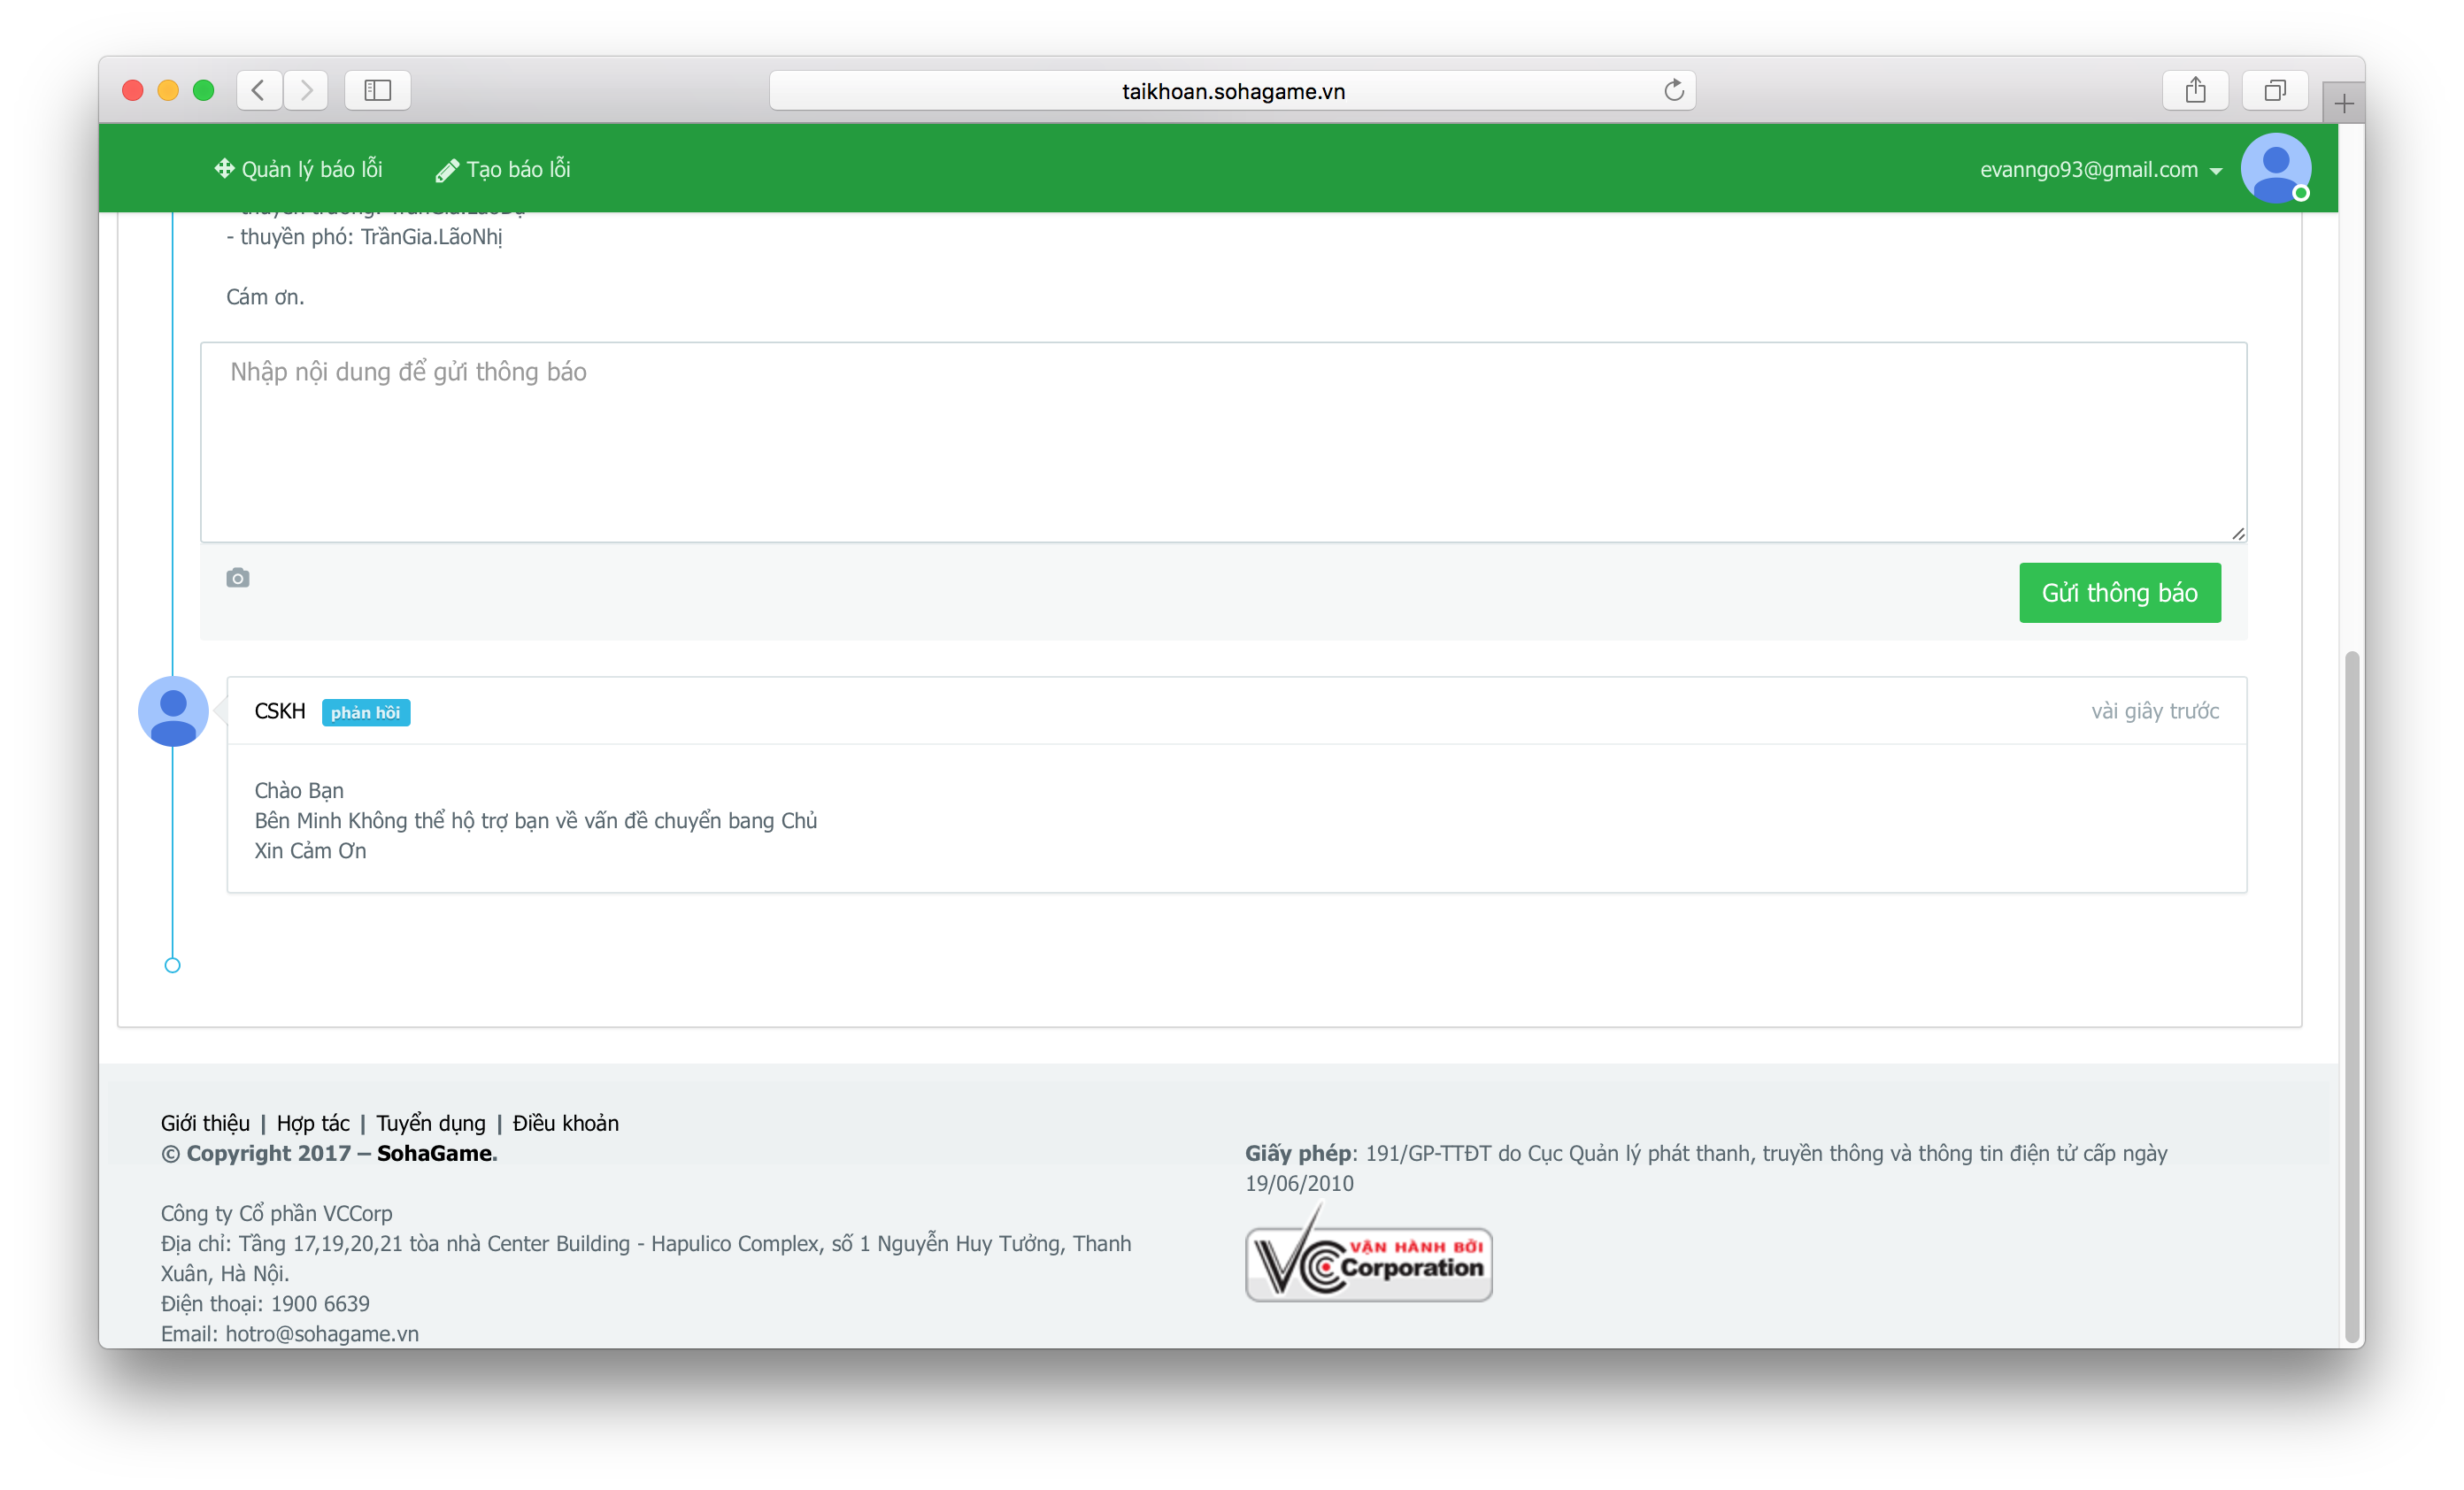 taikhoan.sohagame.vn
Quản lý báo lỗi
Tạo báo lỗi
evanngo93@gmail.com
- thuyền phó: TrầnGia.LãoNhị
Cám ơn.
Nhập nội dung để gửi thông báo
Gửi thông báo
CSKH phản hồi
vài giây trước
Chào Bạn
Bên Minh Không thể hộ trợ bạn về vấn đề chuyển bang Chủ
Xin Cảm Ơn
Giới thiệu | Hợp tác | Tuyển dụng | Điều khoản
© Copyright 2017 – SohaGame.
Công ty Cổ phần VCCorp
Địa chỉ: Tầng 17,19,20,21 tòa nhà Center Building - Hapulico Complex, số 1 Nguyễn Huy Tưởng, Thanh
Xuân, Hà Nội.
Điện thoại: 1900 6639
Email: hotro@sohagame.vn
Giấy phép: 191/GP-TTĐT do Cục Quản lý phát thanh, truyền thông và thông tin điện tử cấp ngày
19/06/2010
VẬN HÀNH BỞI
VCCorporation